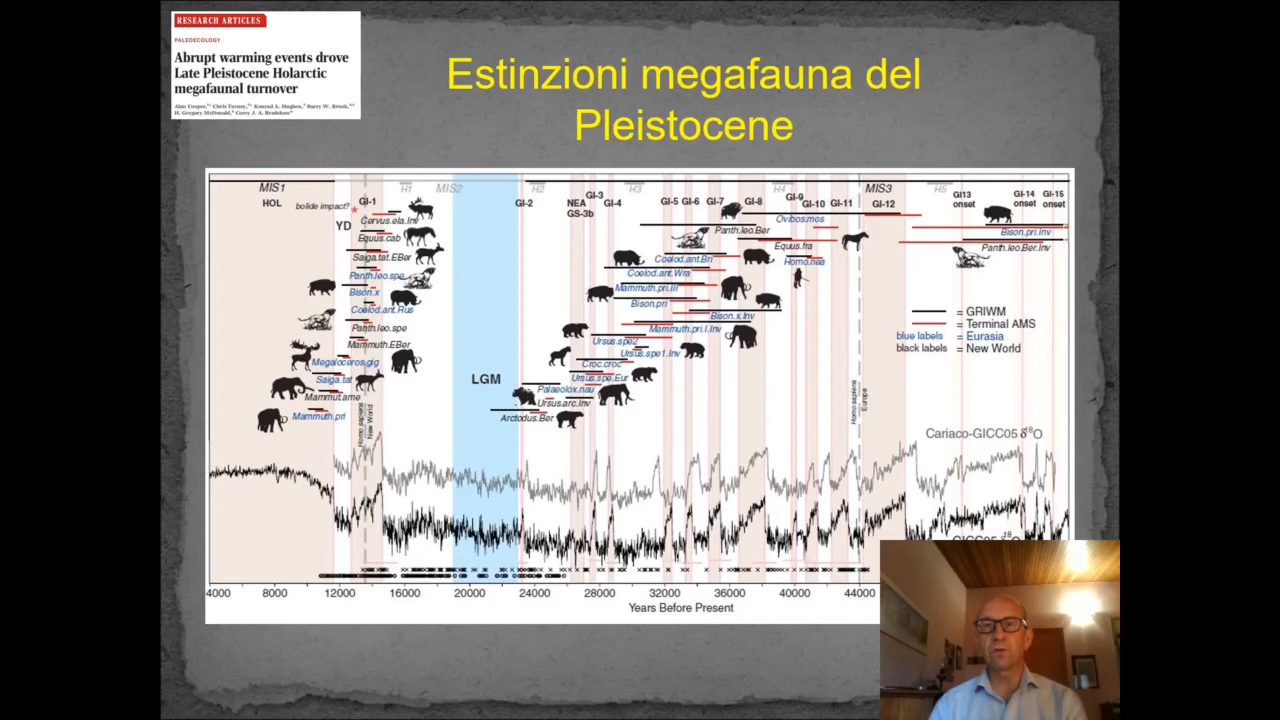 RESEARCH ARTICLES
PALEOECOLOGY
Abrupt warming events drove
Late Pleistocene Holarctic
megafaunal turnover
Alan Cooper, Chris Turney, Konrad A. Hughen, Barry W. Brook,
H. Gregory McDonald, Corey J. A. Bradshaw
Estinzioni megafauna del
Pleistocene
MIS1
H1
MIS2
H2
H3
H4
MIS3
H5
HOL
GI-1
GI-2
NEA
GS-3b
GI-3
GI-4
GI-5
GI-6
GI-7
GI-8
GI-9
GI-10
GI-11
GI-12
GI13
onset
GI-14
onset
GI-15
onset
bolide impact?
YD
Cervus.ela.Inv
Equus.cab
Saiga.tat.EBer
Panth.leo.spe
Bison.x
Coelod.ant.Rus
Panth.leo.spe
Mammuth.EBer
Megaloceros.gig
Saiga.tat
Mammut.ame
Mammuth.pri
Homo sapiens
New World
LGM
Ovibos.mos
Panth.leo.Ber
Equus.fra
Coelod.ant.Bri
Homo.nea
Coelod.ant.Wra
Mammuth.pri.III
Bison.pri
Bison.x.Inv
Mammuth.pri.I.Inv
Ursus.spe2
Ursus.spe1.Inv
Croc.croc
Ursus.spe.Eur
Palaeolox.nau
Ursus.arc.Inv
Arctodus.Ber
Bison.pri.Inv
Panth.leo.Ber.Inv
= GRIWM
= Terminal AMS
blue labels = Eurasia
black labels = New World
Homo sapiens
Europe
Cariaco-GICC05 δ18O
4000 8000 12000 16000 20000 24000 28000 32000 36000 40000 44000
Years Before Present